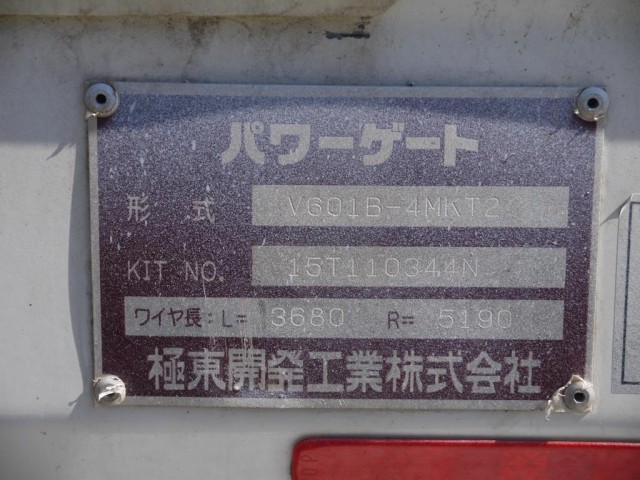 パワーゲート
形式 V601B-4MKT2
KIT NO. 15T110344N
ワイヤ長:L= 3680 R= 5190
極東開発工業株式会社